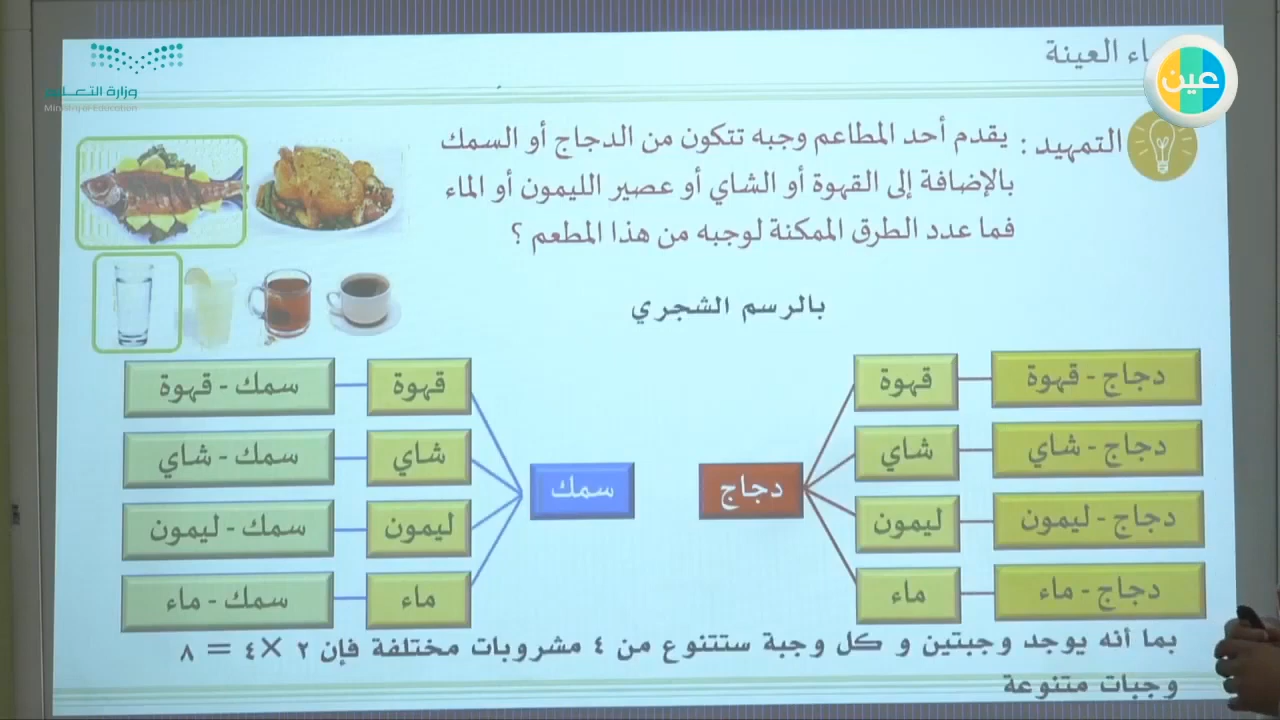 العينة
عين
وزارة التعليم
Ministry of Education
التمهيد : يقدم أحد المطاعم وجبه تتكون من الدجاج أو السمك
بالإضافة إلى القهوة أو الشاي أو عصير الليمون أو الماء
فما عدد الطرق الممكنة لوجبه من هذا المطعم ؟
بالرسم الشجري
دجاج - قهوة
قهوة
قهوة
سمك - قهوة
دجاج - شاي
شاي
شاي
سمك - شاي
دجاج
سمك
دجاج - ليمون
ليمون
ليمون
سمك - ليمون
دجاج - ماء
ماء
ماء
سمك - ماء
بما أنه يوجد وجبتين و كل وجبة ستتنوع من ٤ مشروبات مختلفة فإن ٢ ×٤ = ٨
وجبات متنوعة